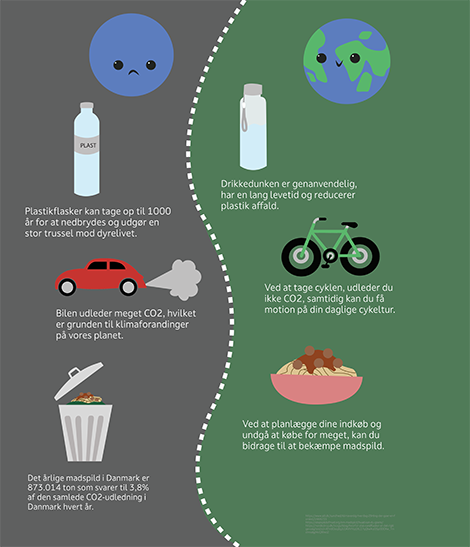 PLAST
Plastikflasker kan tage op til 1000
år for at nedbrydes og udgør en
stor trussel mod dyrelivet.
Drikkedunken er genanvendelig,
har en lang levetid og reducerer
plastik affald.
Bilen udleder meget CO2, hvilket
er grunden til klimaforandinger
på vores planet.
Ved at tage cyklen, udleder du
ikke CO2, samtidig kan du få
motion på din daglige cykeltur.
Det årlige madspild i Danmark er
873.014 ton som svarer til 3,8%
af den samlede CO2-udledning i
Danmark hvert år.
Ved at planlægge dine indkøb og
undgå at købe for meget, kan du
bidrage til at bekæmpe madspild.